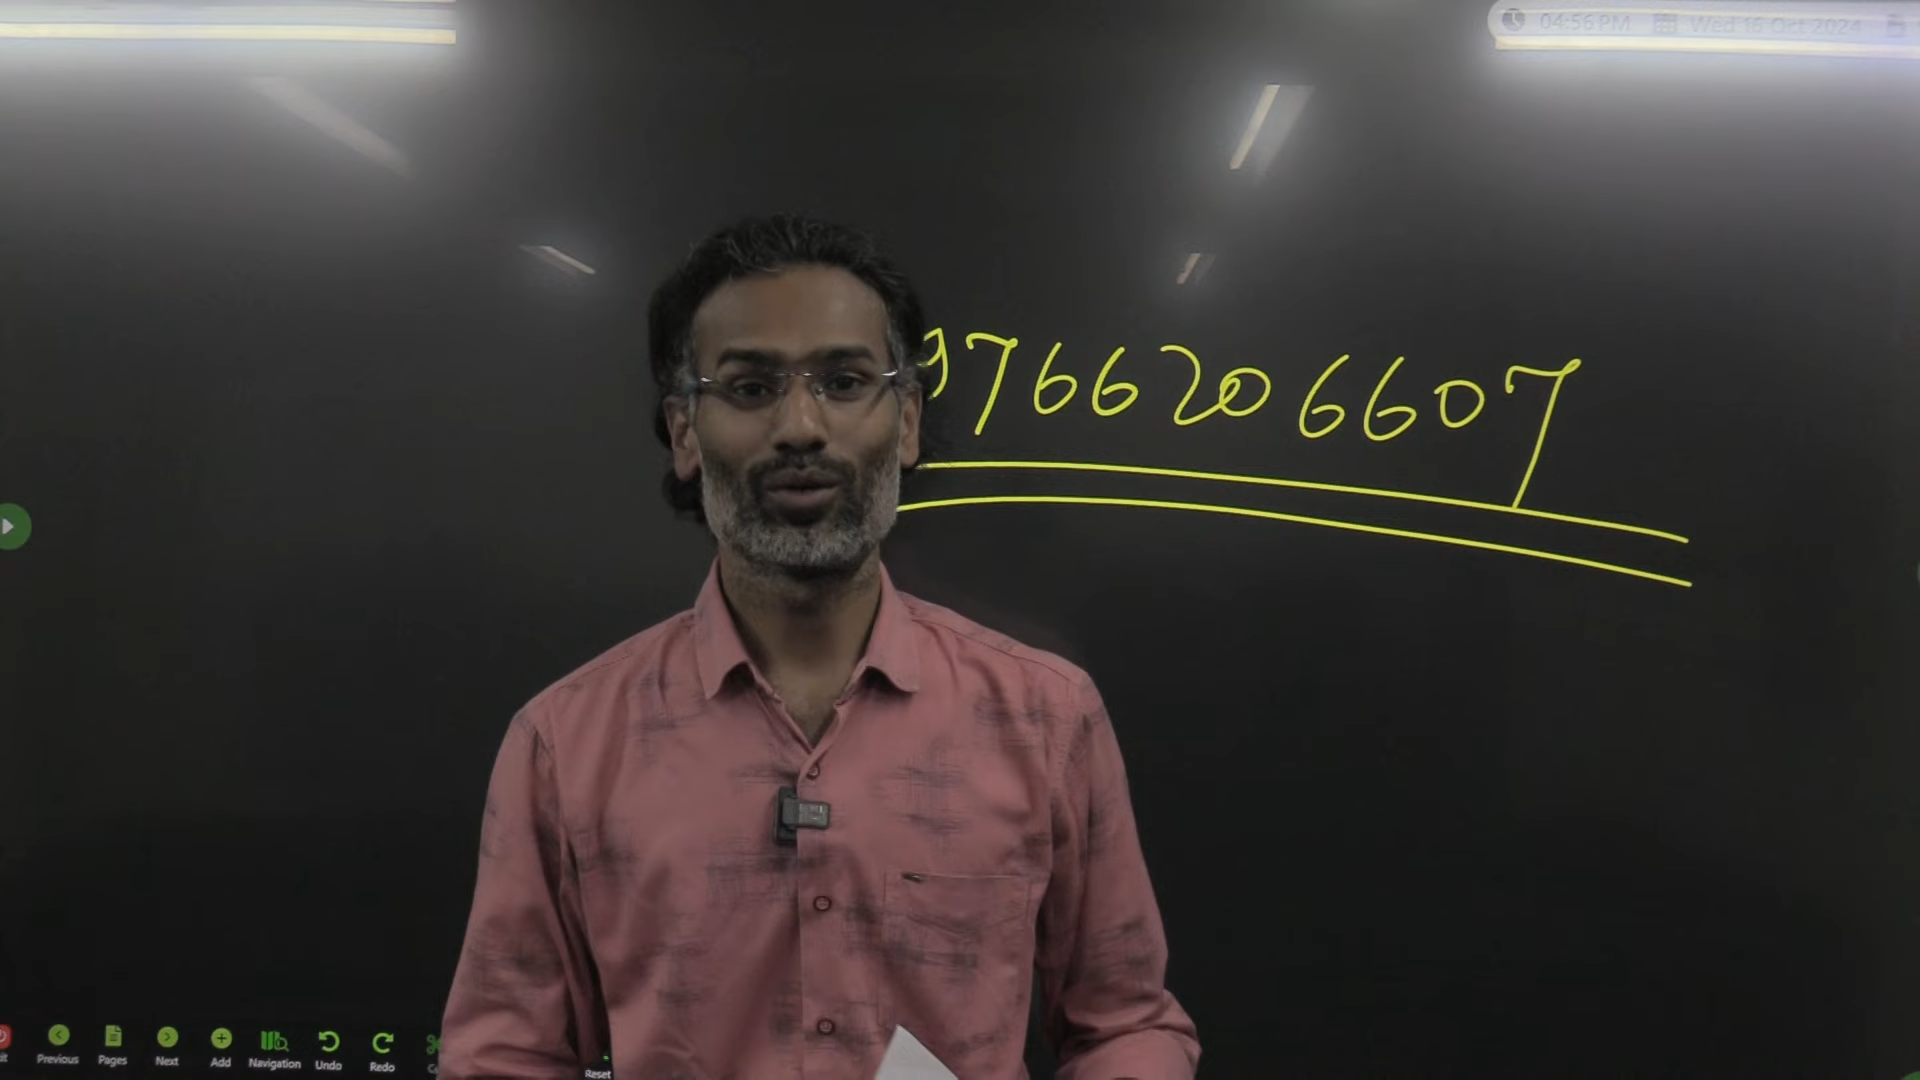 04:56 PM Wed 16 Oct 2024
9766206607
Previous Pages Next Add Navigation Undo Redo Reset